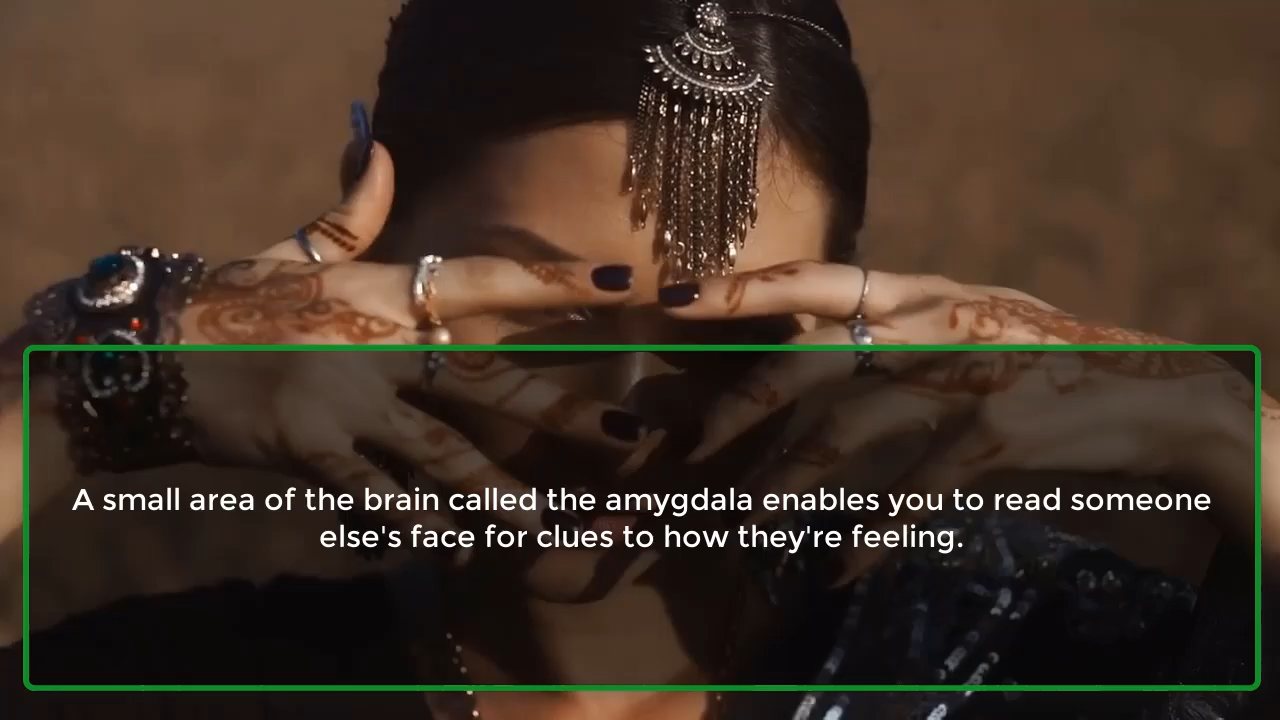 A small area of the brain called the amygdala enables you to read someone
else's face for clues to how they're feeling.